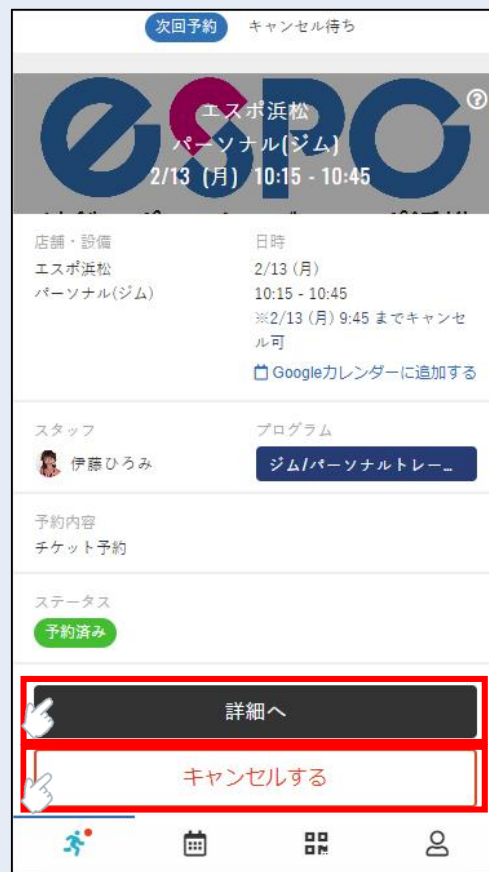 次回予約 キャンセル待ち
espo
エスポ浜松
パーソナル(ジム)
2/13 (月) 10:15 - 10:45
店舗・設備
エスポ浜松
パーソナル(ジム)
日時
2/13 (月)
10:15 - 10:45
※2/13 (月) 9:45 までキャンセ
ル可
Googleカレンダーに追加する
スタッフ
伊藤ひろみ
プログラム
ジム/パーソナルトレー…
予約内容
チケット予約
ステータス
予約済み
詳細へ
キャンセルする